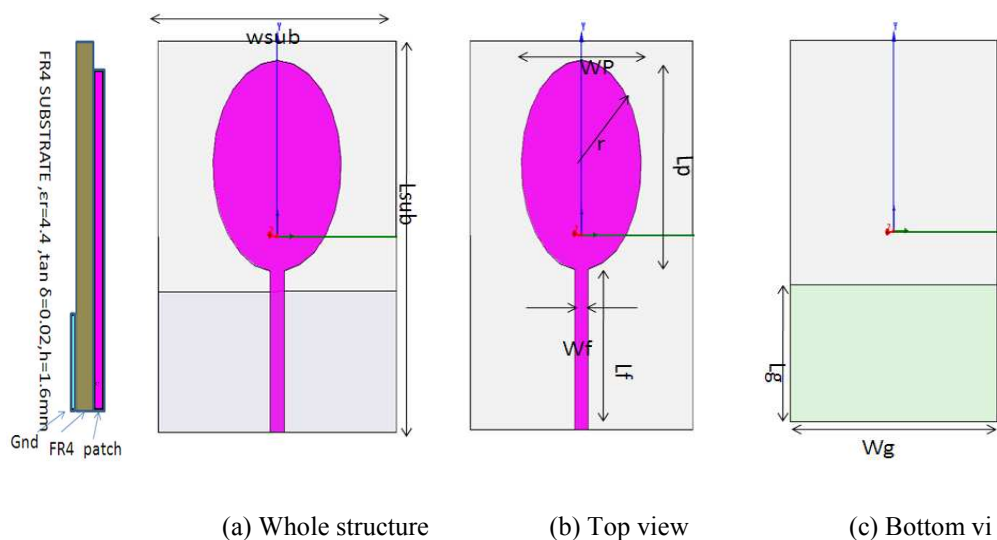 FR4 SUBSTRATE ,εr=4.4 ,tan δ=0.02,h=1.6mm
Gnd
FR4 patch
Y
wsub
Lsub
Z
Y
WP
r
Lp
Z
Wf
Lf
Y
Z
Lg
Wg
(a) Whole structure
(b) Top view
(c) Bottom vi